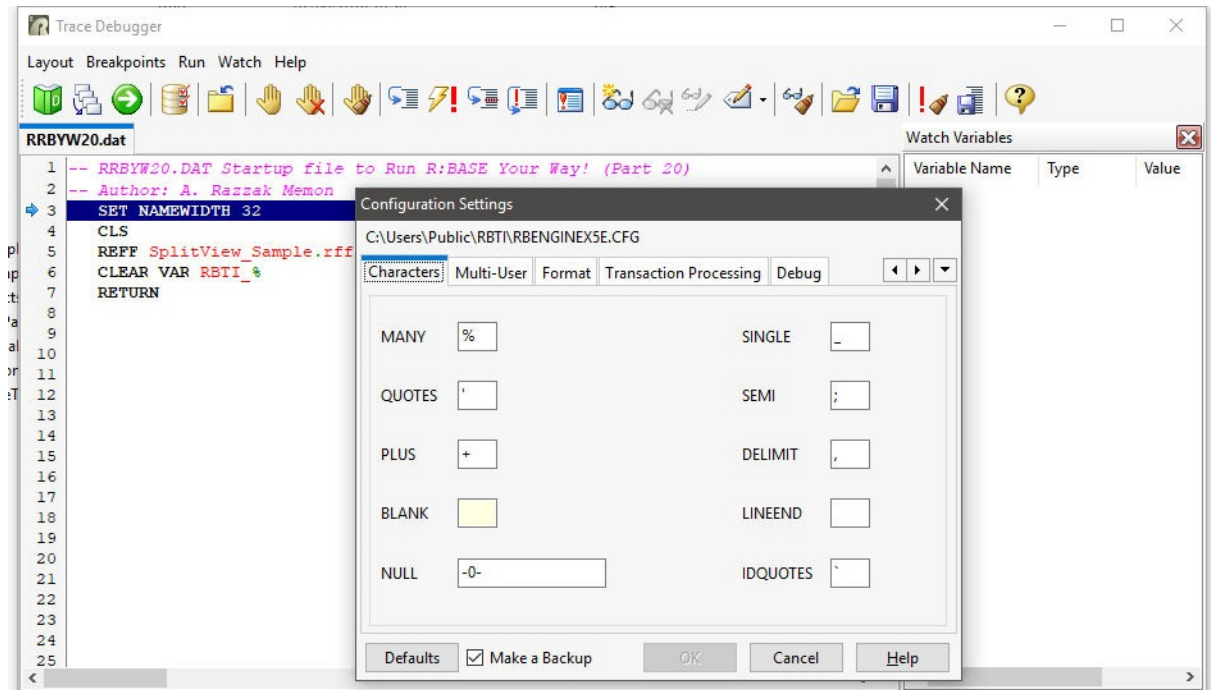 Trace Debugger
Layout Breakpoints Run Watch Help
RRBYW20.dat
Watch Variables
Variable Name Type Value
1 -- RRBYW20.DAT Startup file to Run R:BASE Your Way! (Part 20)
2 -- Author: A. Razzak Memon
3 SET NAMEWIDTH 32
4 CLS
5 REFF SplitView_Sample.rff
6 CLEAR VAR RBTI_%
7 RETURN
8
9
10
11
12
13
14
15
16
17
18
19
20
21
22
23
24
25
Configuration Settings
C:\Users\Public\RBTI\RBENGINEX5E.CFG
Characters Multi-User Format Transaction Processing Debug
MANY % SINGLE _
QUOTES ' SEMI ;
PLUS + DELIMIT ,
BLANK LINEEND
NULL -0- IDQUOTES `
Defaults Make a Backup OK Cancel Help